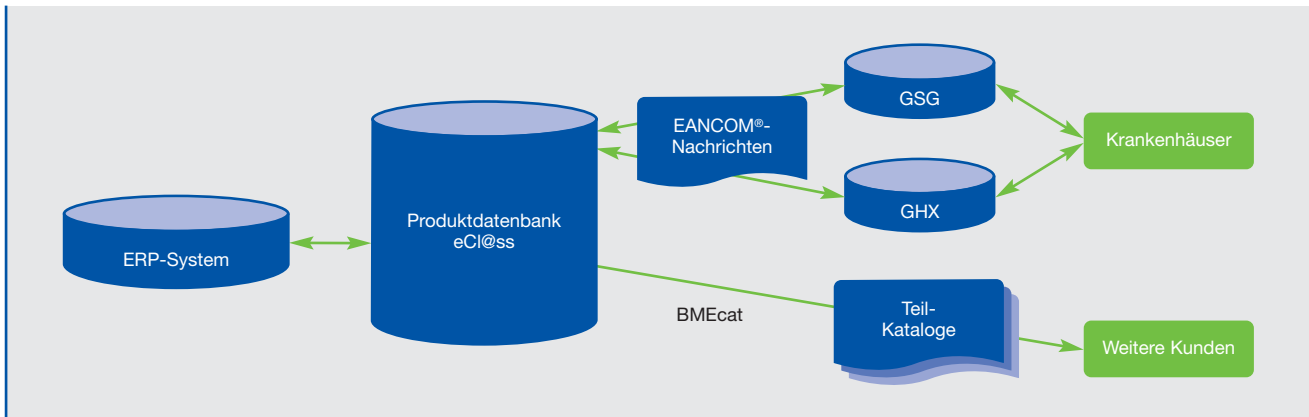 ERP-System
Produktdatenbank
eCl@ss
EANCOM®-
Nachrichten
GSG
GHX
Krankenhäuser
BMEcat
Teil-
Kataloge
Weitere Kunden